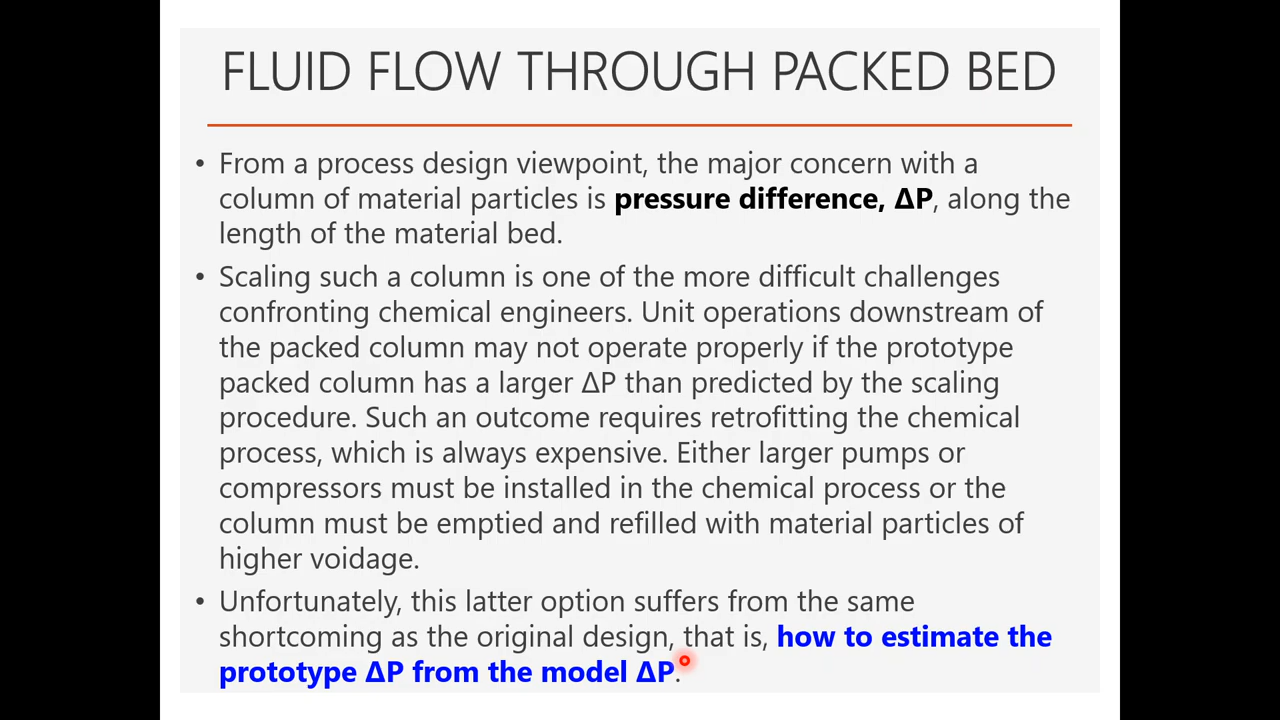 FLUID FLOW THROUGH PACKED BED
• From a process design viewpoint, the major concern with a
column of material particles is pressure difference, ΔP, along the
length of the material bed.
• Scaling such a column is one of the more difficult challenges
confronting chemical engineers. Unit operations downstream of
the packed column may not operate properly if the prototype
packed column has a larger ΔP than predicted by the scaling
procedure. Such an outcome requires retrofitting the chemical
process, which is always expensive. Either larger pumps or
compressors must be installed in the chemical process or the
column must be emptied and refilled with material particles of
higher voidage.
• Unfortunately, this latter option suffers from the same
shortcoming as the original design, that is, how to estimate the
prototype ΔP from the model ΔP.